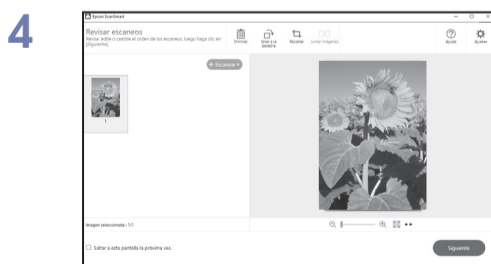 4
Epson ScanSmart
Revisar escaneos
Revise, edite o cambie el orden de los escaneos, luego haga clic en
[Siguiente].
Eliminar
Girar a la
derecha
Recortar
Juntar imágenes
Ayuda
Ajustes
+ Escanear
1
Imagen seleccionada: 1/1
Saltar a esta pantalla la próxima vez.
Siguiente